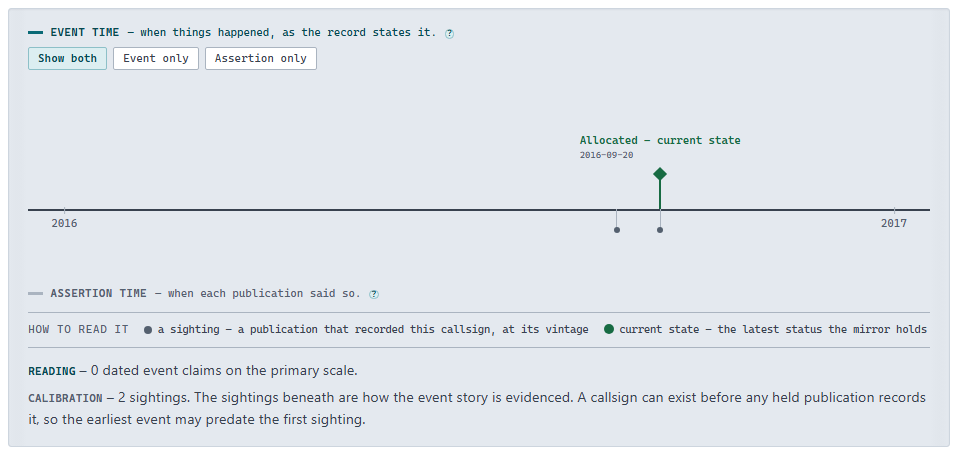 EVENT TIME — when things happened, as the record states it. ?
Show both Event only Assertion only
Allocated — current state
2016-09-20
2016 2017
ASSERTION TIME — when each publication said so. ?
HOW TO READ IT a sighting — a publication that recorded this callsign, at its vintage current state — the latest status the mirror holds
READING — 0 dated event claims on the primary scale.
CALIBRATION — 2 sightings. The sightings beneath are how the event story is evidenced. A callsign can exist before any held publication records
it, so the earliest event may predate the first sighting.